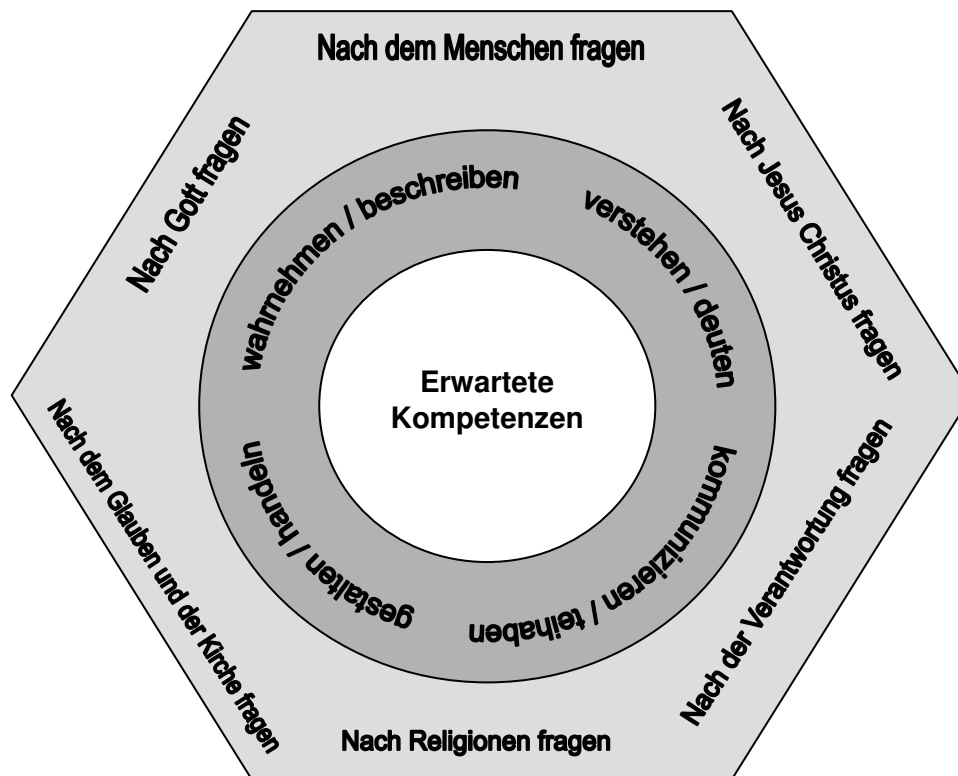 Nach dem Menschen fragen
Nach Gott fragen
Nach Jesus Christus fragen
wahrnehmen / beschreiben
verstehen / deuten
Erwartete
Kompetenzen
gestalten / handeln
kommunizieren / teilhaben
Nach dem Glauben und der Kirche fragen
Nach der Verantwortung fragen
Nach Religionen fragen